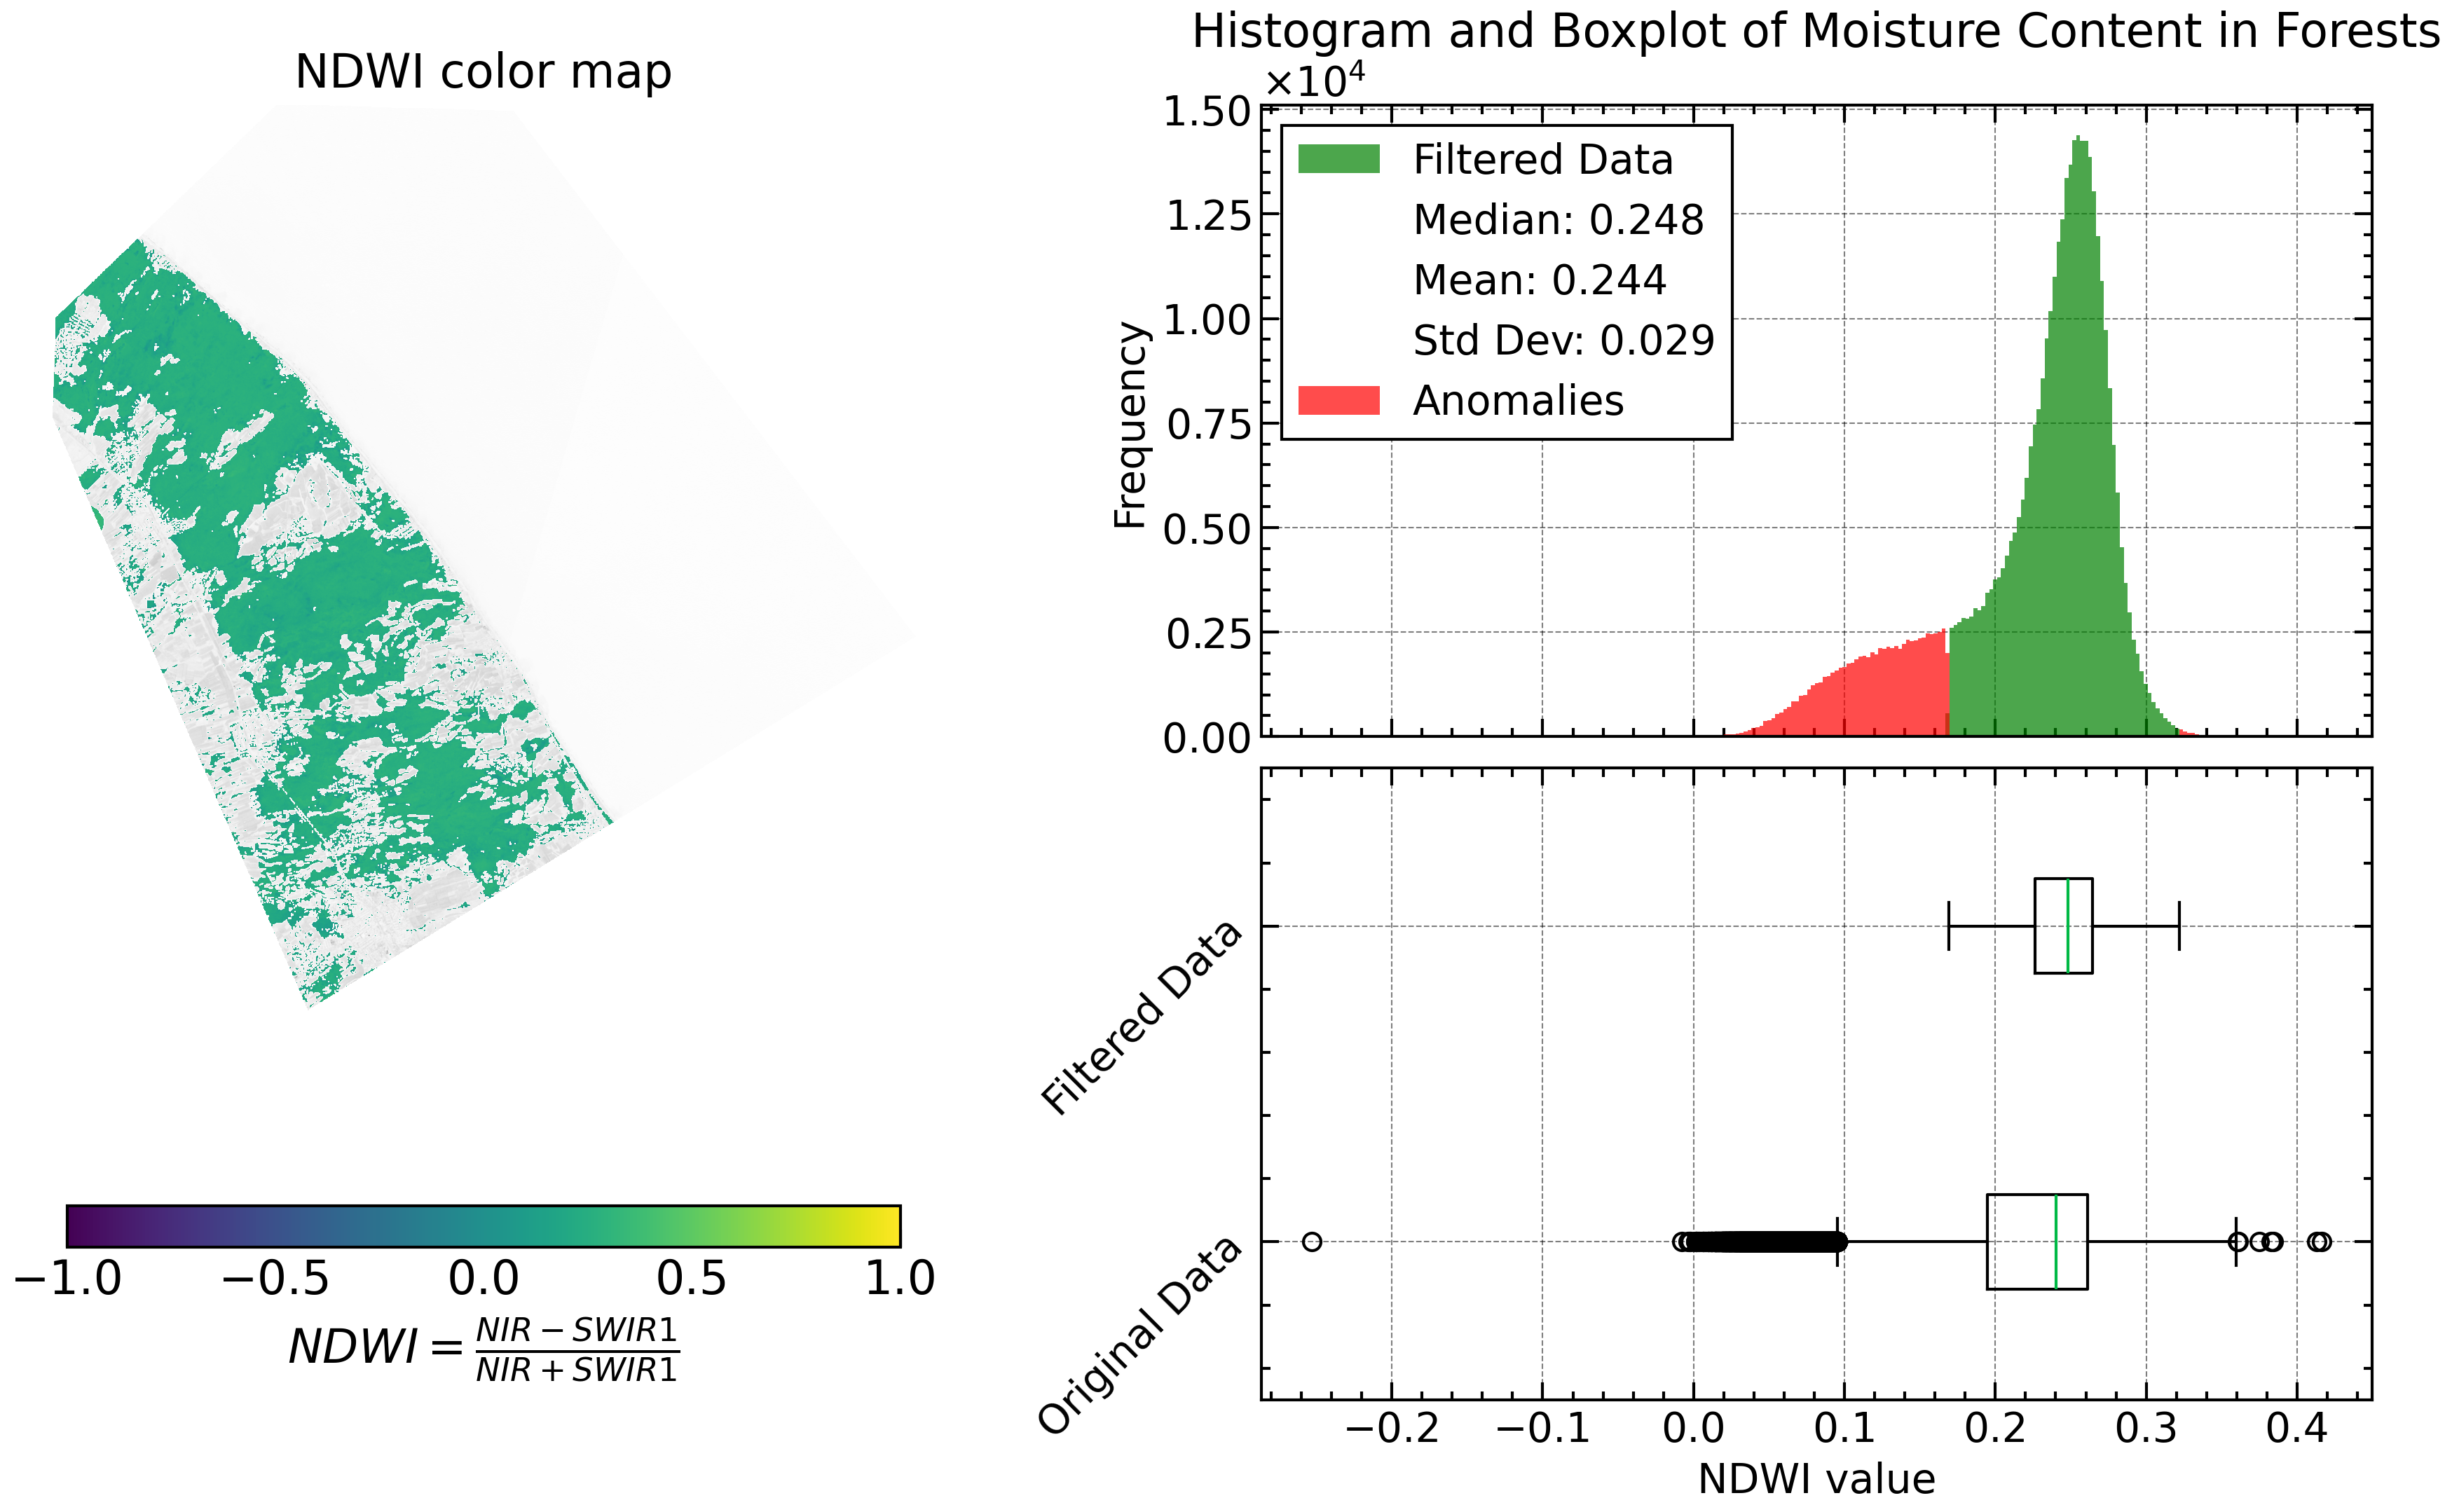 NDWI color map
−1.0 −0.5 0.0 0.5 1.0
NDWI = NIR − SWIR1 / NIR + SWIR1
Histogram and Boxplot of Moisture Content in Forests
×10⁴
1.50
1.25
1.00
0.75
0.50
0.25
0.00
Frequency
Filtered Data
Median: 0.248
Mean: 0.244
Std Dev: 0.029
Anomalies
Filtered Data
Original Data
−0.2 −0.1 0.0 0.1 0.2 0.3 0.4
NDWI value